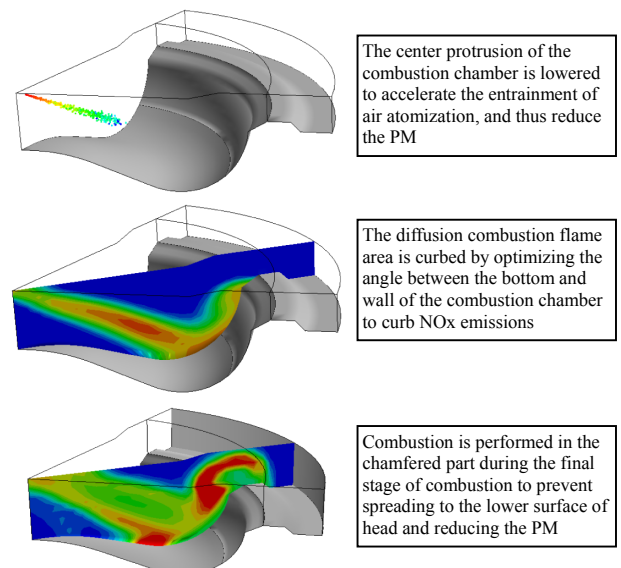 The center protrusion of the
combustion chamber is lowered
to accelerate the entrainment of
air atomization, and thus reduce
the PM
The diffusion combustion flame
area is curbed by optimizing the
angle between the bottom and
wall of the combustion chamber
to curb NOx emissions
Combustion is performed in the
chamfered part during the final
stage of combustion to prevent
spreading to the lower surface of
head and reducing the PM